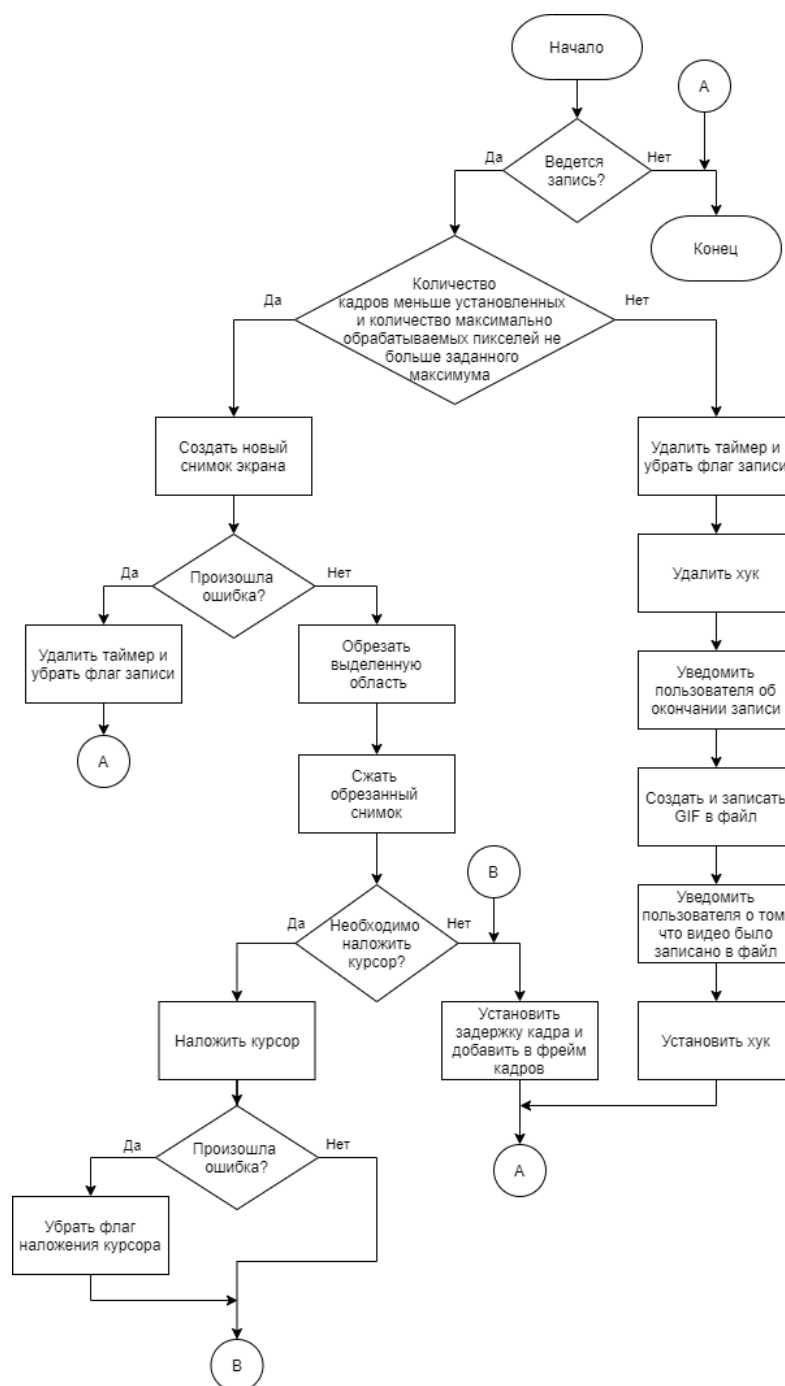 Начало
A
Да
Ведется
запись?
Нет
Конец
Да
Количество
кадров меньше установленных
и количество максимально
обрабатываемых пикселей не
больше заданного
максимума
Нет
Создать новый
снимок экрана
Удалить таймер и
убрать флаг записи
Да
Произошла
ошибка?
Нет
Удалить хук
Удалить таймер и
убрать флаг записи
Обрезать
выделенную
область
Уведомить
пользователя об
окончании записи
A
Сжать
обрезанный
снимок
Создать и записать
GIF в файл
B
Да
Необходимо
наложить
курсор?
Нет
Уведомить
пользователя о том
что видео было
записано в файл
Наложить курсор
Установить
задержку кадра и
добавить в фрейм
кадров
Установить хук
Да
Произошла
ошибка?
Нет
A
Убрать флаг
наложения курсора
B